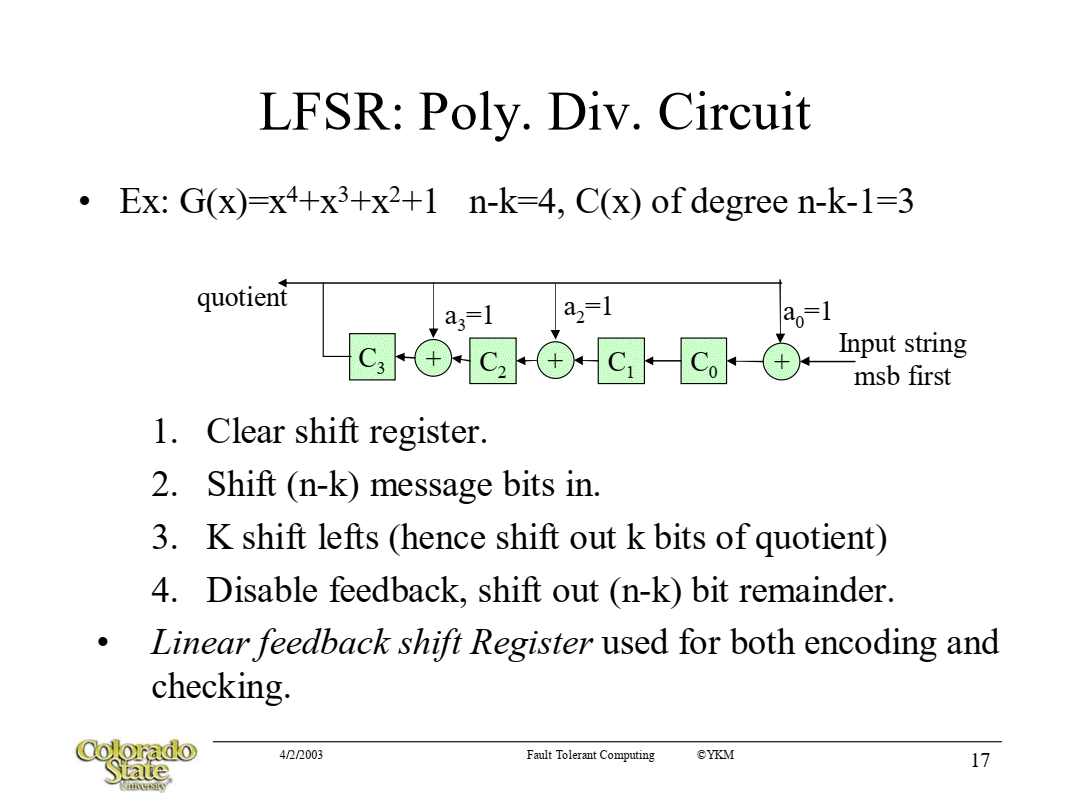 LFSR: Poly. Div. Circuit
• Ex: G(x)=x⁴+x³+x²+1 n-k=4, C(x) of degree n-k-1=3
quotient
a₃=1
a₂=1
a₀=1
C₃ + C₂ + C₁ C₀ +
Input string
msb first
1. Clear shift register.
2. Shift (n-k) message bits in.
3. K shift lefts (hence shift out k bits of quotient)
4. Disable feedback, shift out (n-k) bit remainder.
• Linear feedback shift Register used for both encoding and
checking.
Colorado
State
University
4/2/2003
Fault Tolerant Computing ©YKM
17